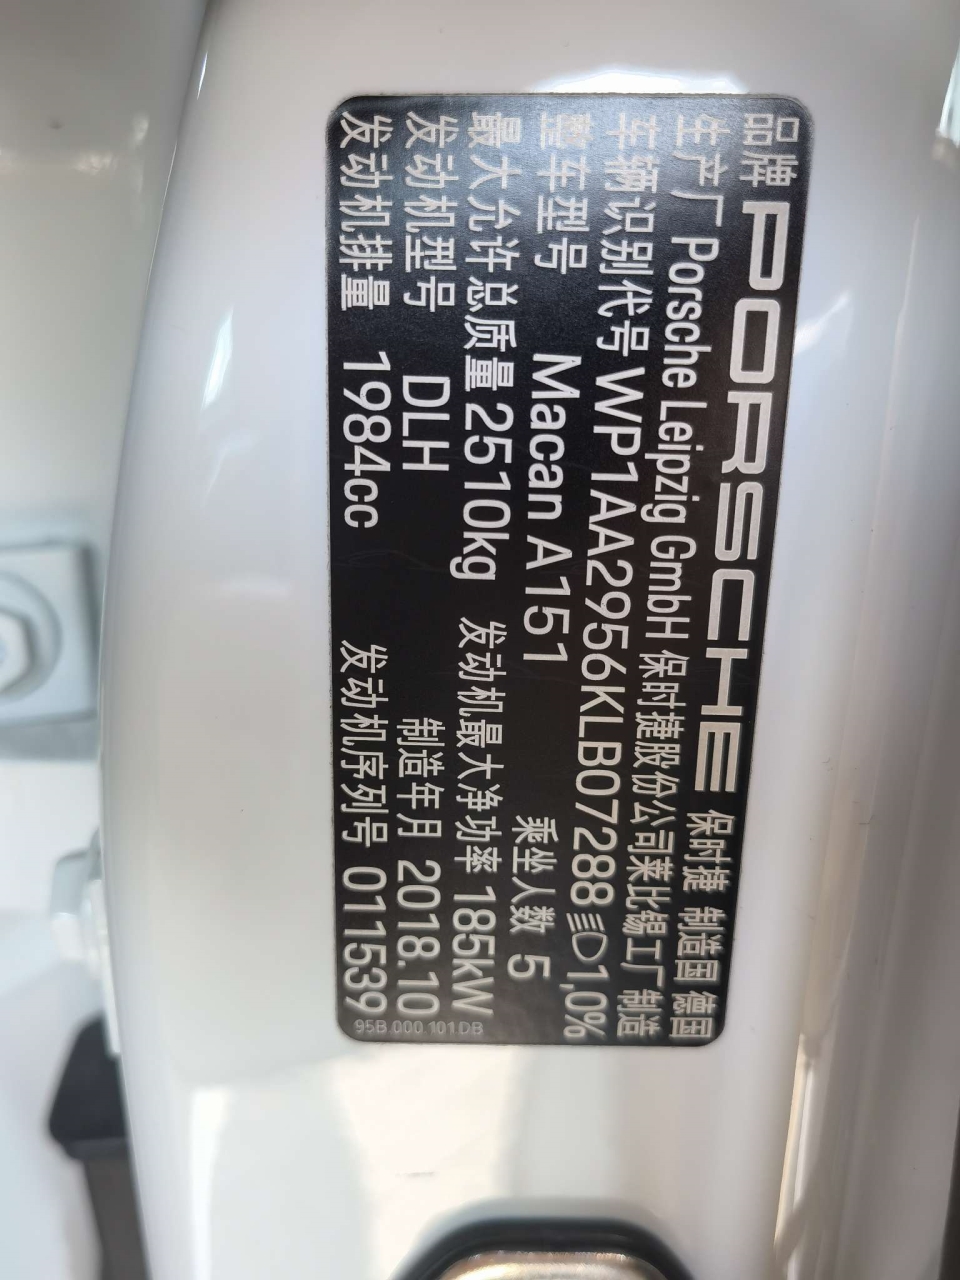 品牌 PORSCHE 保时捷 制造国 德国
生产厂 Porsche Leipzig GmbH 保时捷股份公司莱比锡工厂制造
车辆识别代号 WP1AA2956KLB07288 1,0%
整车型号 Macan A151 乘坐人数 5
最大允许总质量 2510kg 发动机最大净功率 185kW
发动机型号 DLH 制造年月 2018.10
发动机排量 1984cc 发动机序列号 011539
95B.000.101DB